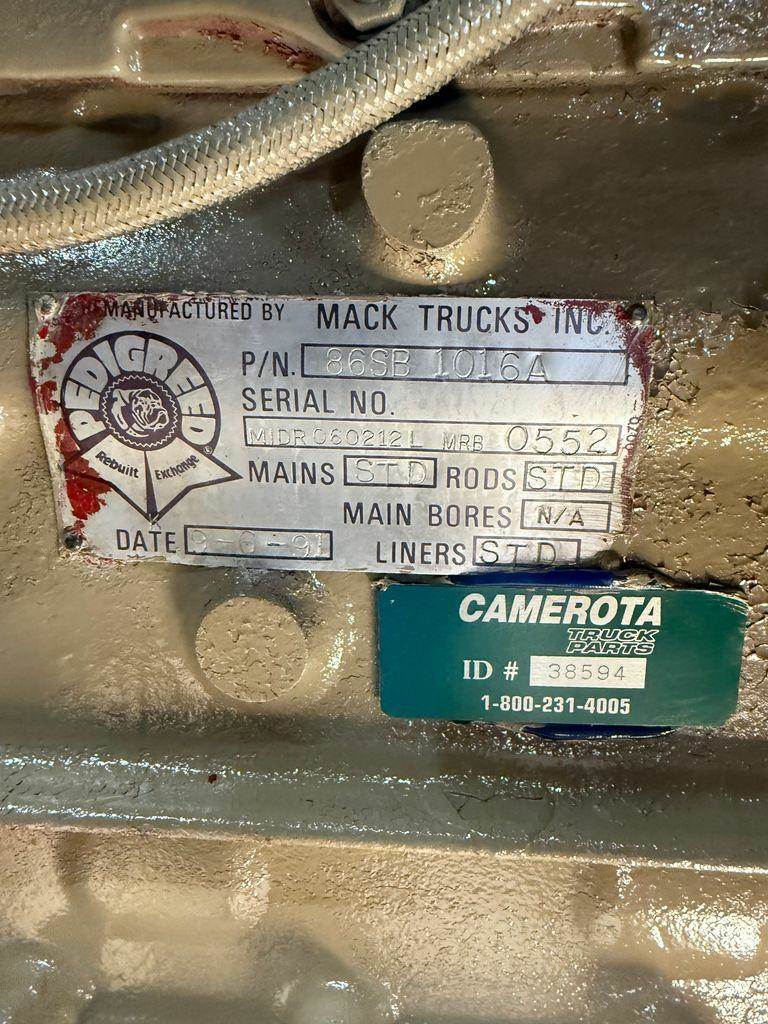 REMANUFACTURED BY MACK TRUCKS INC
PEDIGREED
Rebuilt Exchange
P/N. 86SB 1016A
SERIAL NO.
MIDR060212L MRB 0552
MAINS STD RODS STD
MAIN BORES N/A
DATE 9-6-91 LINERS STD
CAMEROTA
TRUCK
PARTS
ID # 38594
1-800-231-4005